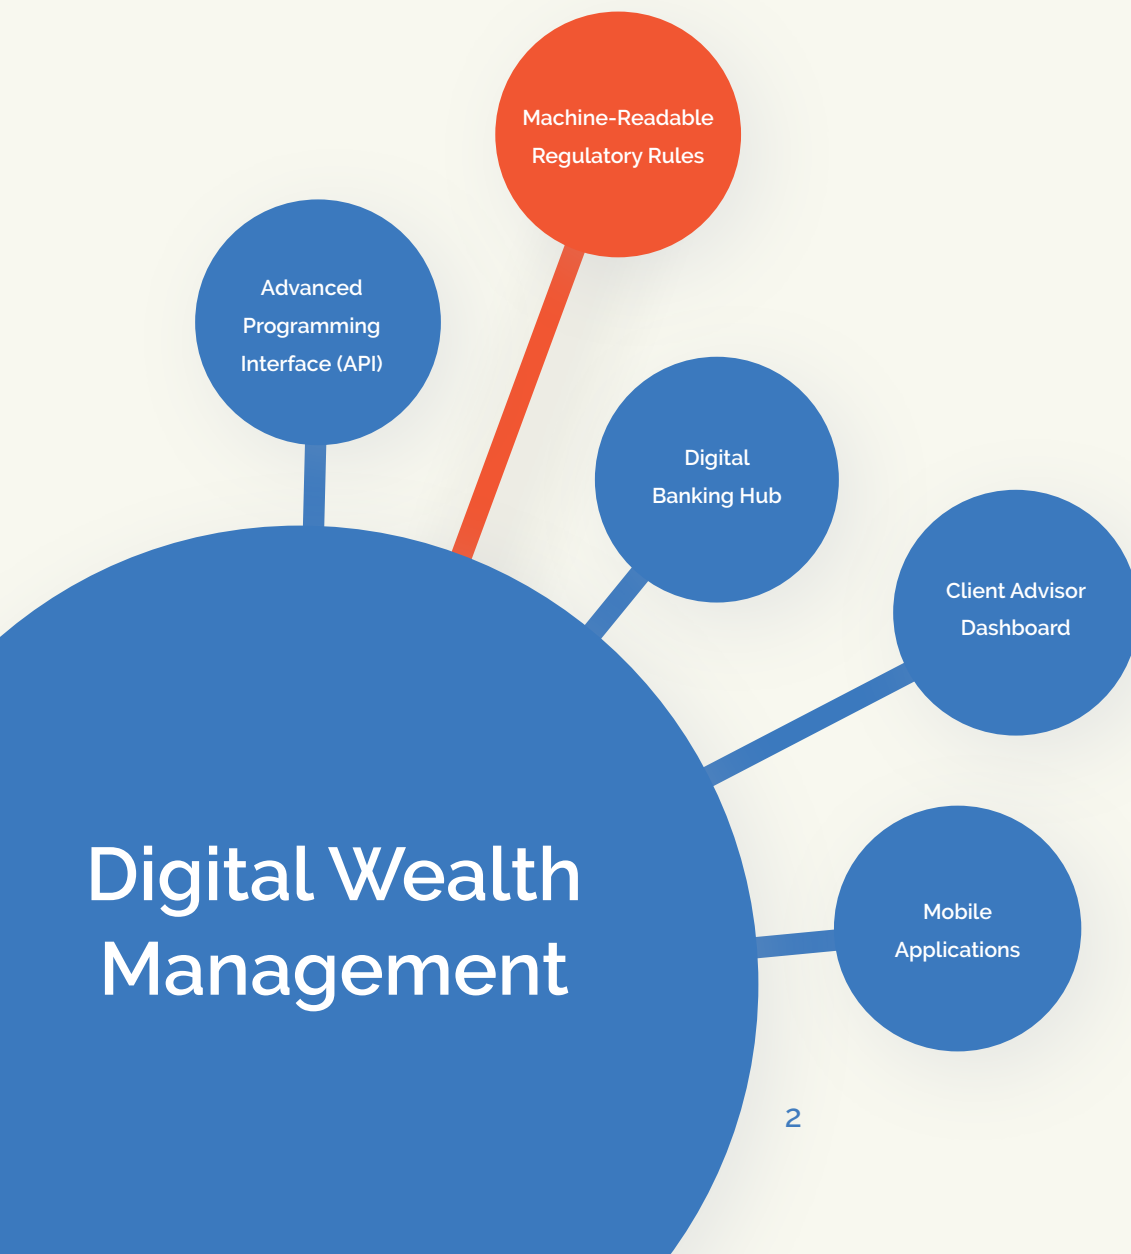 Machine-Readable
Regulatory Rules
Advanced
Programming
Interface (API)
Digital
Banking Hub
Client Advisor
Dashboard
Digital Wealth
Management
Mobile
Applications
2